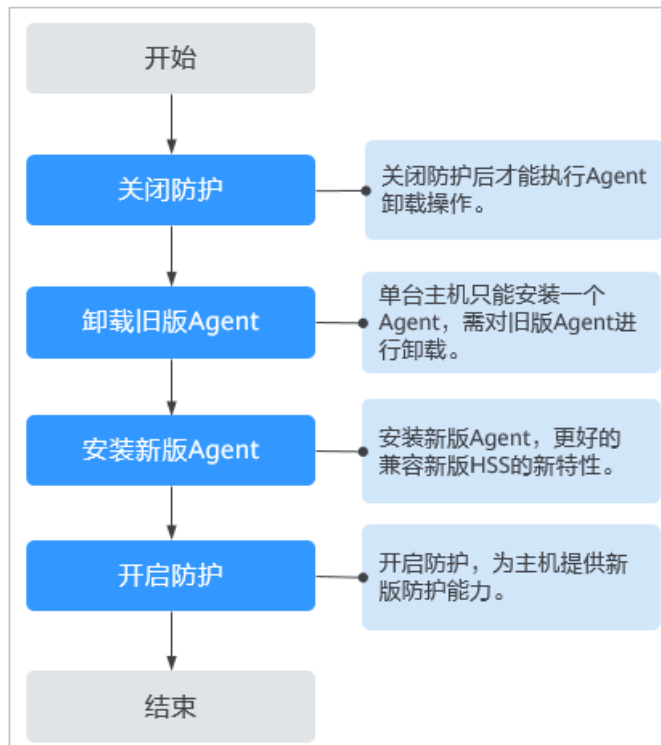 开始
关闭防护
关闭防护后才能执行Agent
卸载操作。
卸载旧版Agent
单台主机只能安装一个
Agent，需对旧版Agent进
行卸载。
安装新版Agent
安装新版Agent，更好的
兼容新版HSS的新特性。
开启防护
开启防护，为主机提供新
版防护能力。
结束